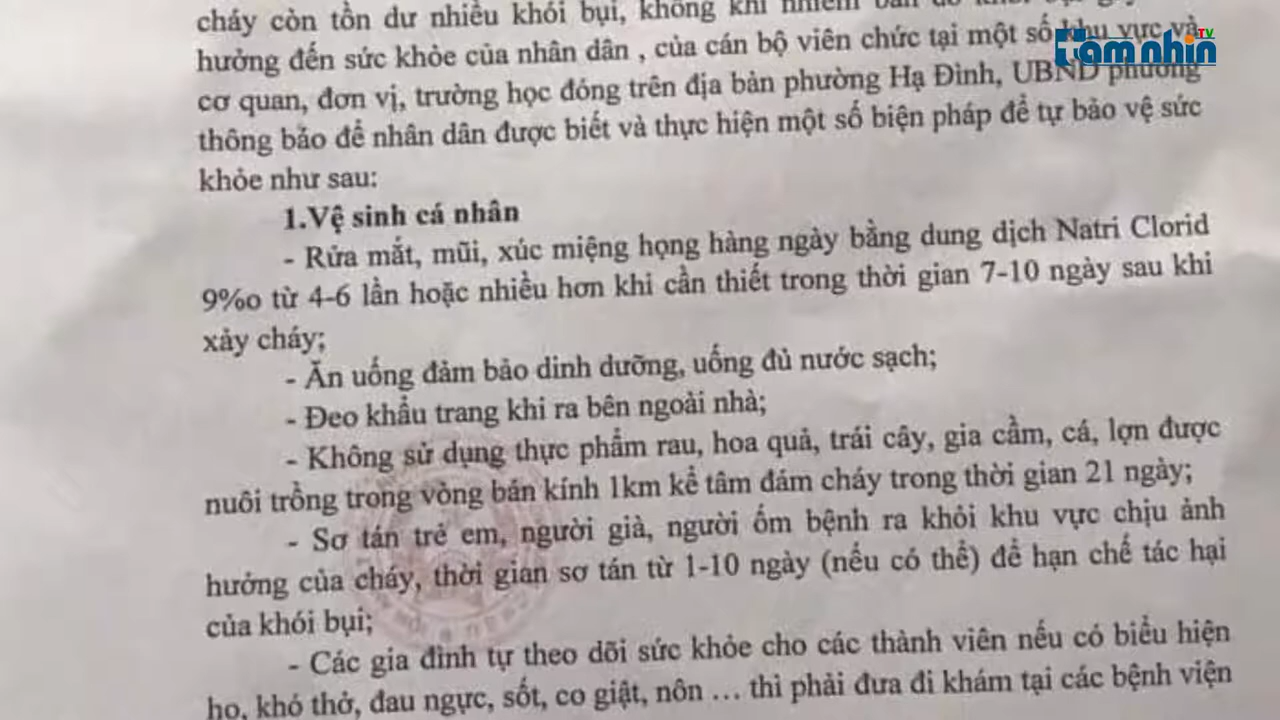 cháy còn tồn dư nhiều khói bụi, không khí nhiễm
hưởng đến sức khỏe của nhân dân , của cán bộ viên chức tại một số khu vực và
cơ quan, đơn vị, trường học đóng trên địa bàn phường Hạ Đình, UBND phường
thông báo để nhân dân được biết và thực hiện một số biện pháp để tự bảo vệ sức
khỏe như sau:
1.Vệ sinh cá nhân
- Rửa mắt, mũi, xúc miệng họng hàng ngày bằng dung dịch Natri Clorid
9%o từ 4-6 lần hoặc nhiều hơn khi cần thiết trong thời gian 7-10 ngày sau khi
xảy cháy;
- Ăn uống đảm bảo dinh dưỡng, uống đủ nước sạch;
- Đeo khẩu trang khi ra bên ngoài nhà;
- Không sử dụng thực phẩm rau, hoa quả, trái cây, gia cầm, cá, lợn được
nuôi trồng trong vòng bán kính 1km kể tâm đám cháy trong thời gian 21 ngày;
- Sơ tán trẻ em, người già, người ốm bệnh ra khỏi khu vực chịu ảnh
hưởng của cháy, thời gian sơ tán từ 1-10 ngày (nếu có thể) để hạn chế tác hại
của khói bụi;
- Các gia đình tự theo dõi sức khỏe cho các thành viên nếu có biểu hiện
ho, khó thở, đau ngực, sốt, co giật, nôn … thì phải đưa đi khám tại các bệnh viện
tamnhin TV